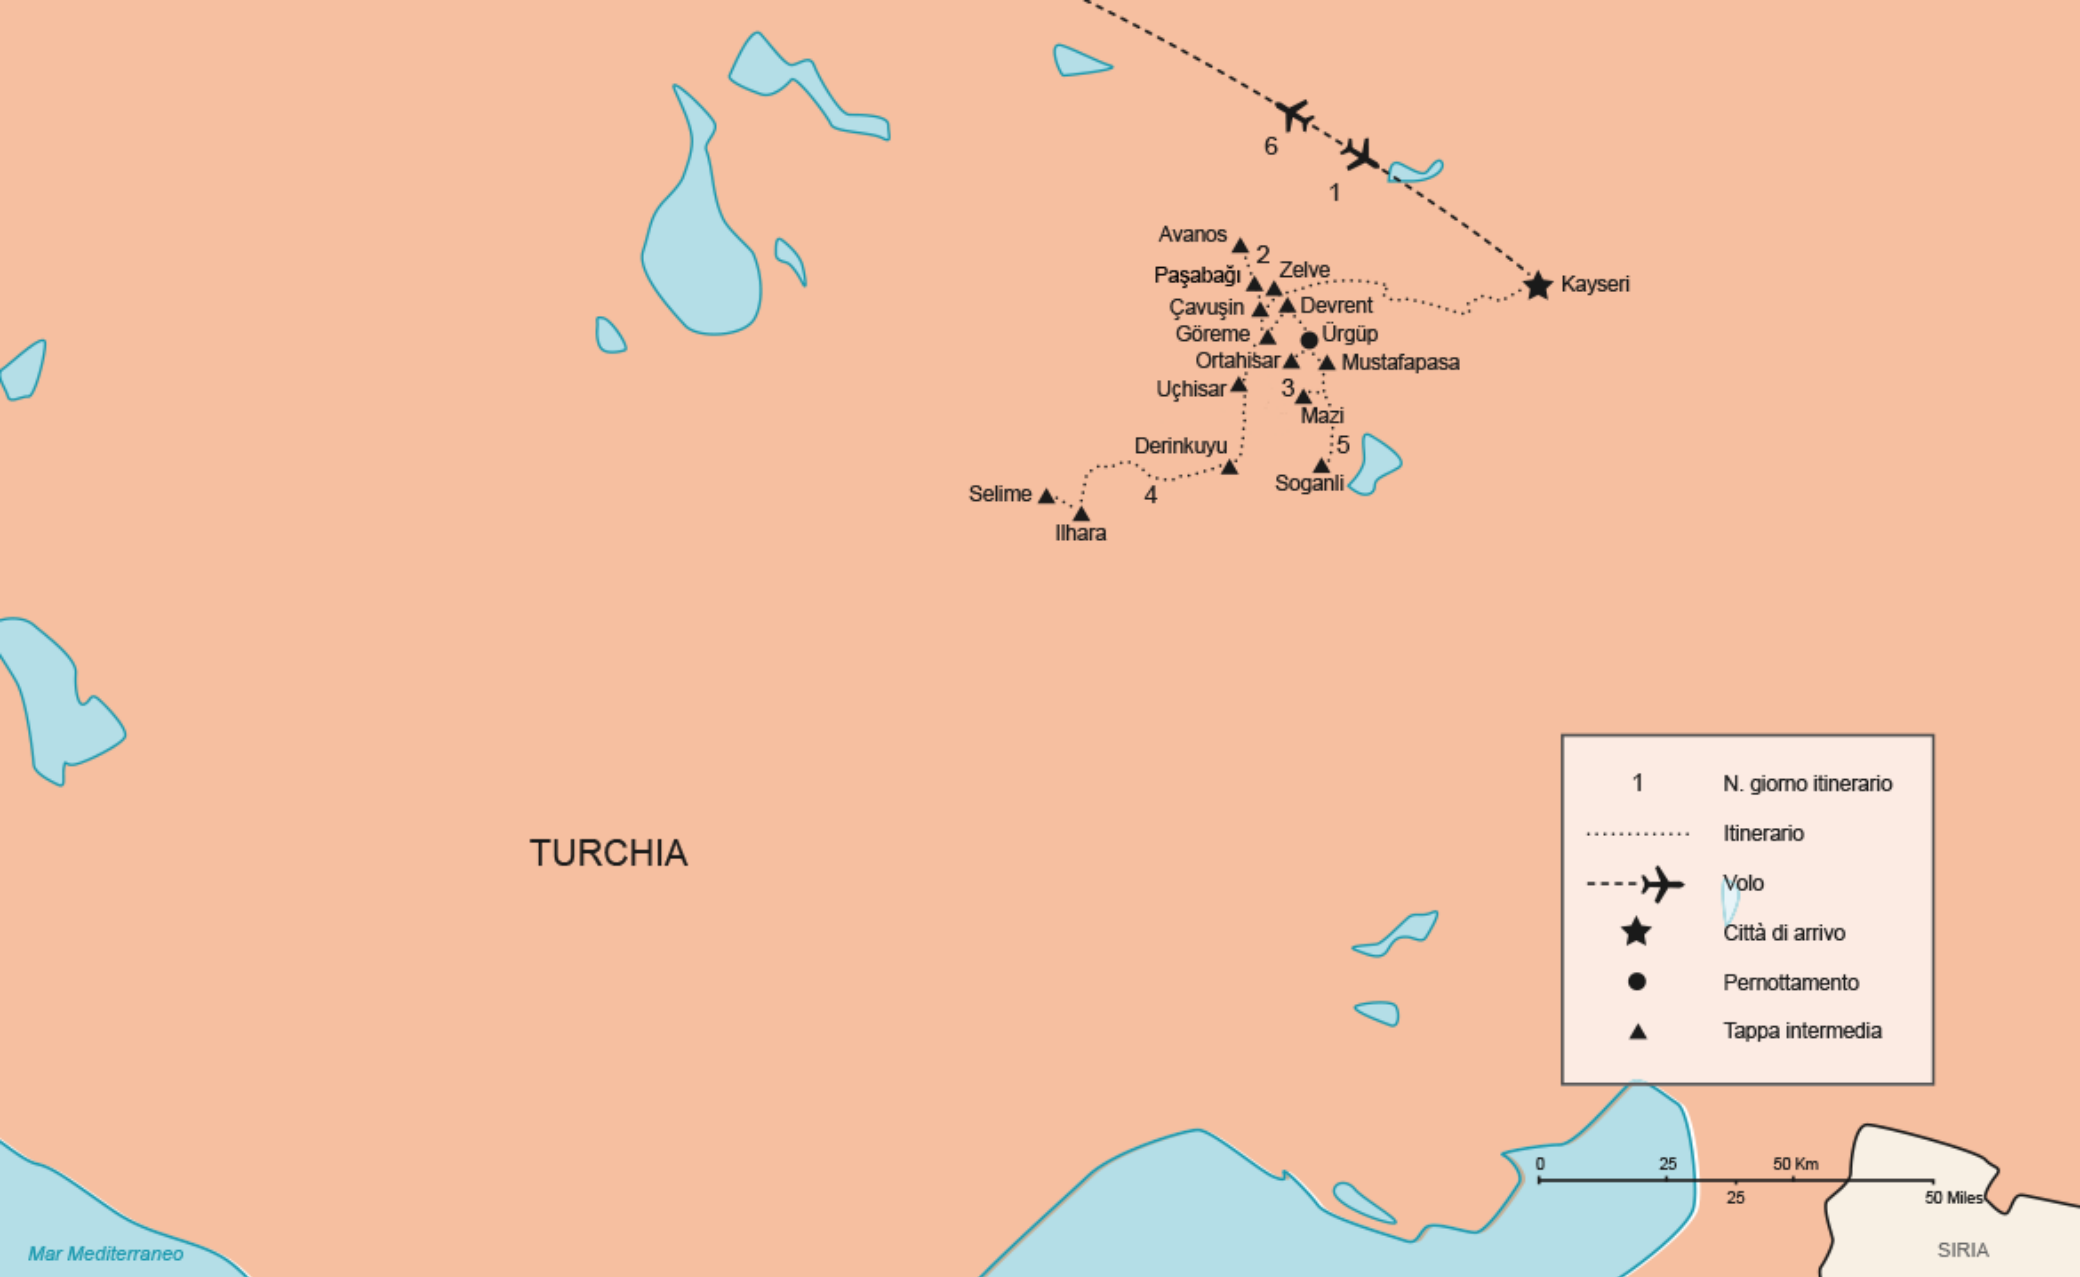 6
1
Avanos
2
Zelve
Paşabağı
Kayseri
Çavuşin
Devrent
Göreme
Ürgüp
Ortahisar
Mustafapasa
Uçhisar
3
Mazi
Derinkuyu
5
Soganli
Selime
4
Ilhara
TURCHIA
1 N. giorno itinerario
Itinerario
Volo
Città di arrivo
Pernottamento
Tappa intermedia
0 25 50 Km
25 50 Miles
Mar Mediterraneo
SIRIA